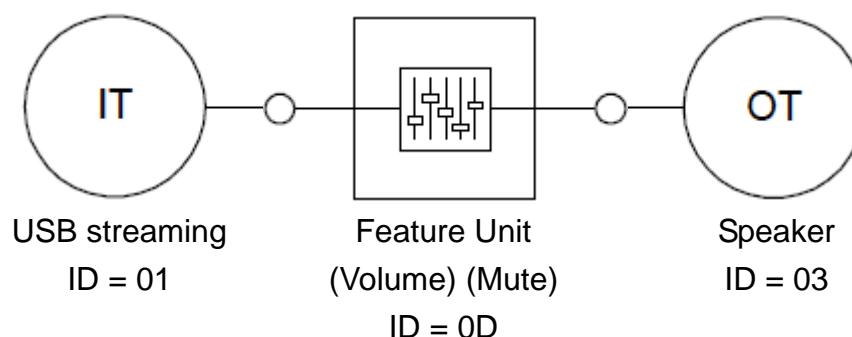 IT
OT
USB streaming
ID = 01
Feature Unit
(Volume) (Mute)
ID = 0D
Speaker
ID = 03